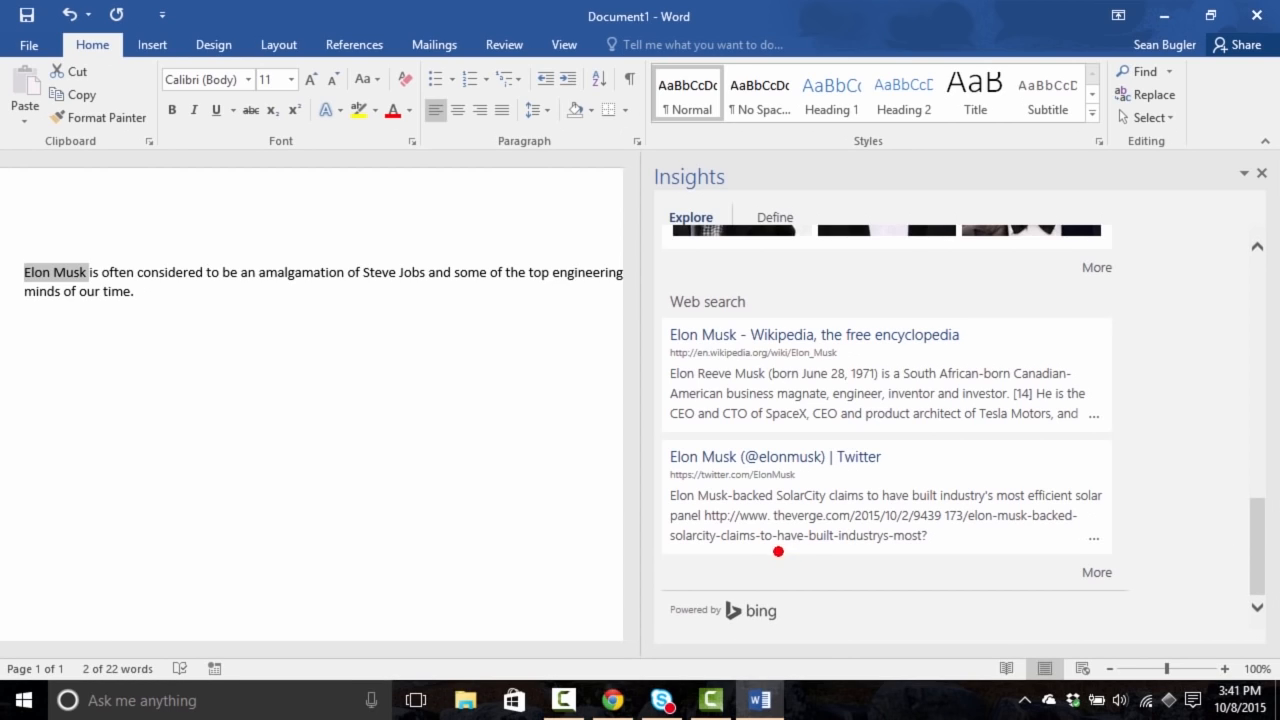 Document1 - Word
File Home Insert Design Layout References Mailings Review View Tell me what you want to do... Sean Bugler Share
Paste
Cut
Copy
Format Painter
Clipboard
Calibri (Body) 11
Font
Paragraph
AaBbCcDc AaBbCcDc AaBbCc AaBbCcD AaB AaBbCcD
¶ Normal ¶ No Spac... Heading 1 Heading 2 Title Subtitle
Styles
Find
Replace
Select
Editing
Elon Musk is often considered to be an amalgamation of Steve Jobs and some of the top engineering
minds of our time.
Insights
Explore Define
More
Web search
Elon Musk - Wikipedia, the free encyclopedia
http://en.wikipedia.org/wiki/Elon_Musk
Elon Reeve Musk (born June 28, 1971) is a South African-born Canadian-
American business magnate, engineer, inventor and investor. [14] He is the
CEO and CTO of SpaceX, CEO and product architect of Tesla Motors, and ...
Elon Musk (@elonmusk) | Twitter
https://twitter.com/ElonMusk
Elon Musk-backed SolarCity claims to have built industry's most efficient solar
panel http://www. theverge.com/2015/10/2/9439 173/elon-musk-backed-
solarcity-claims-to-have-built-industrys-most? ...
More
Powered by bing
Page 1 of 1 2 of 22 words 100%
Ask me anything
3:41 PM
10/8/2015